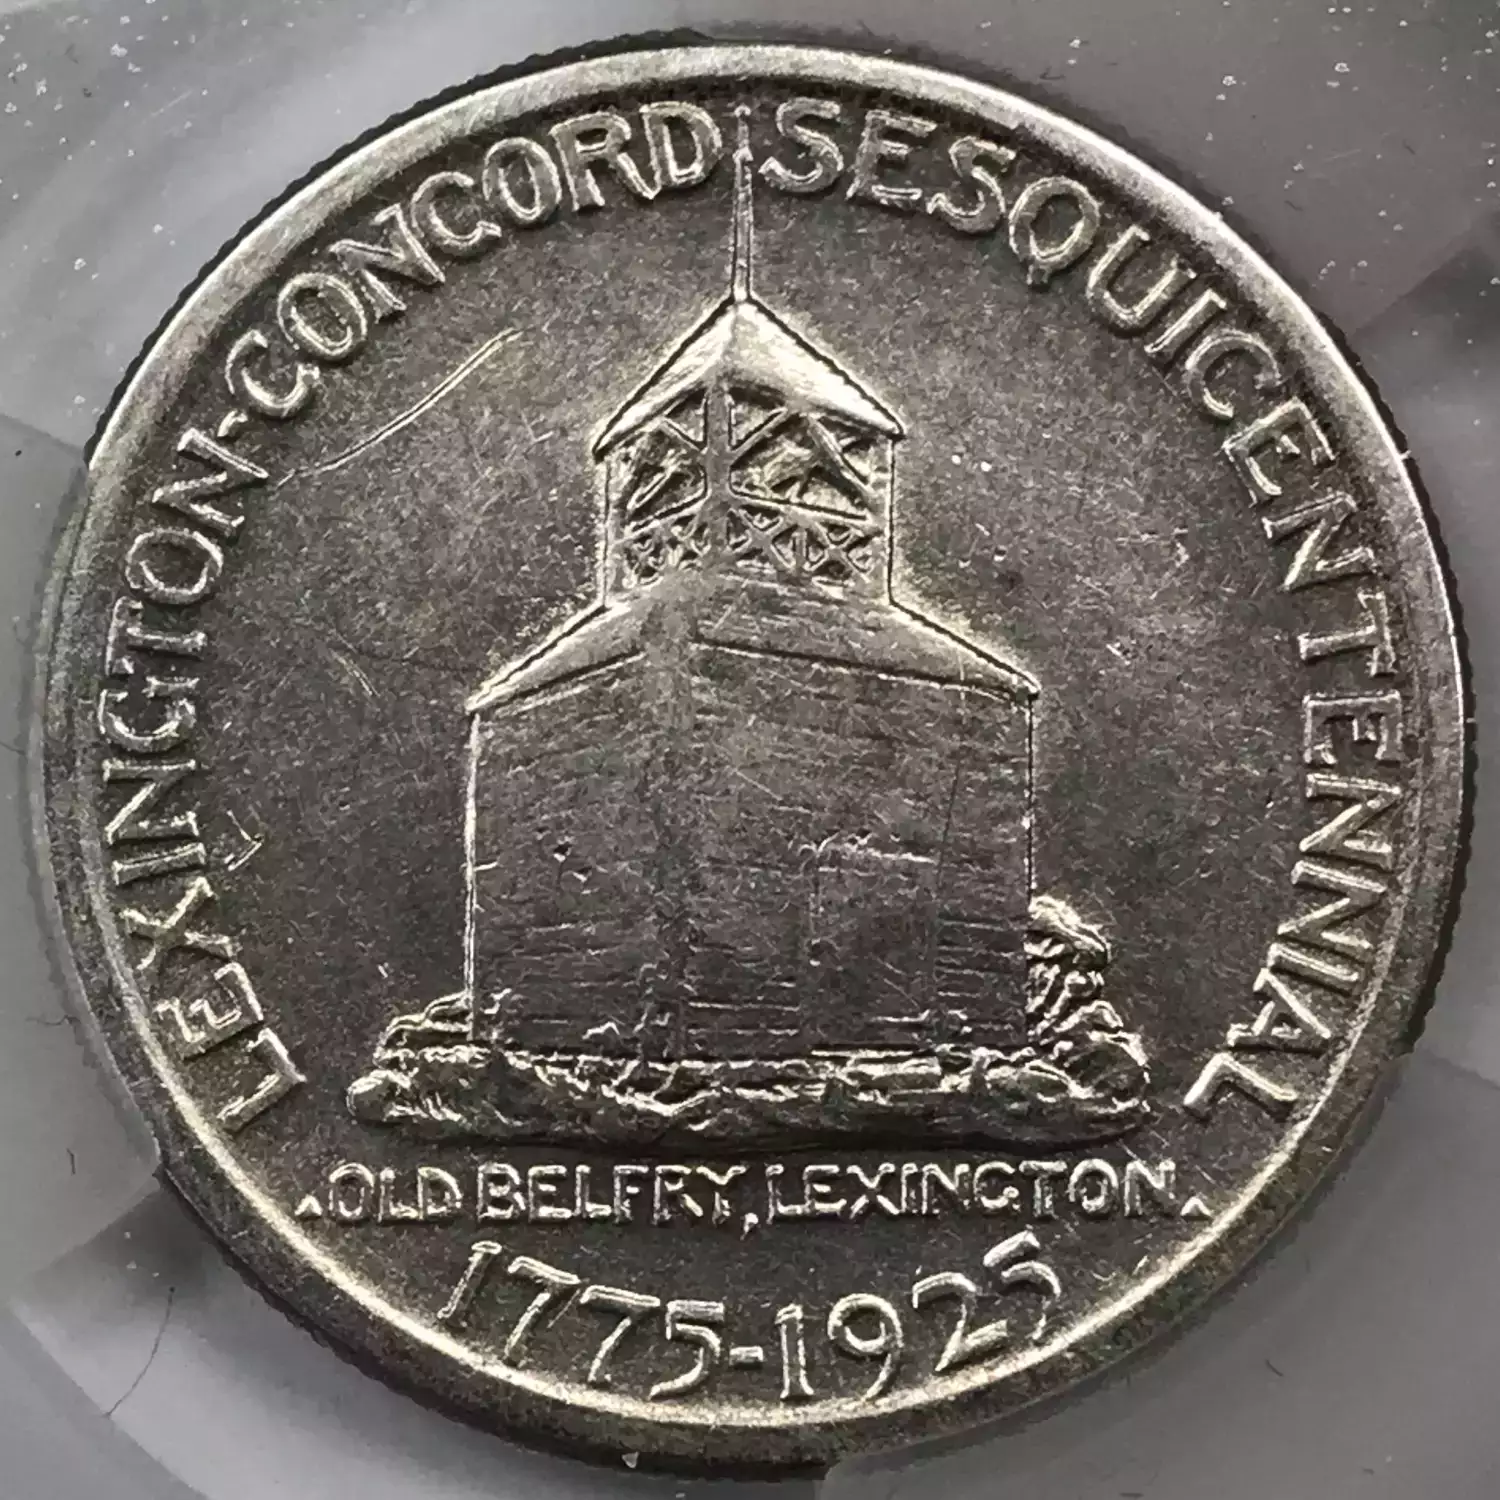 LEXINGTON-CONCORD SESQUICENTENNIAL
OLD BELFRY, LEXINGTON
1775-1925